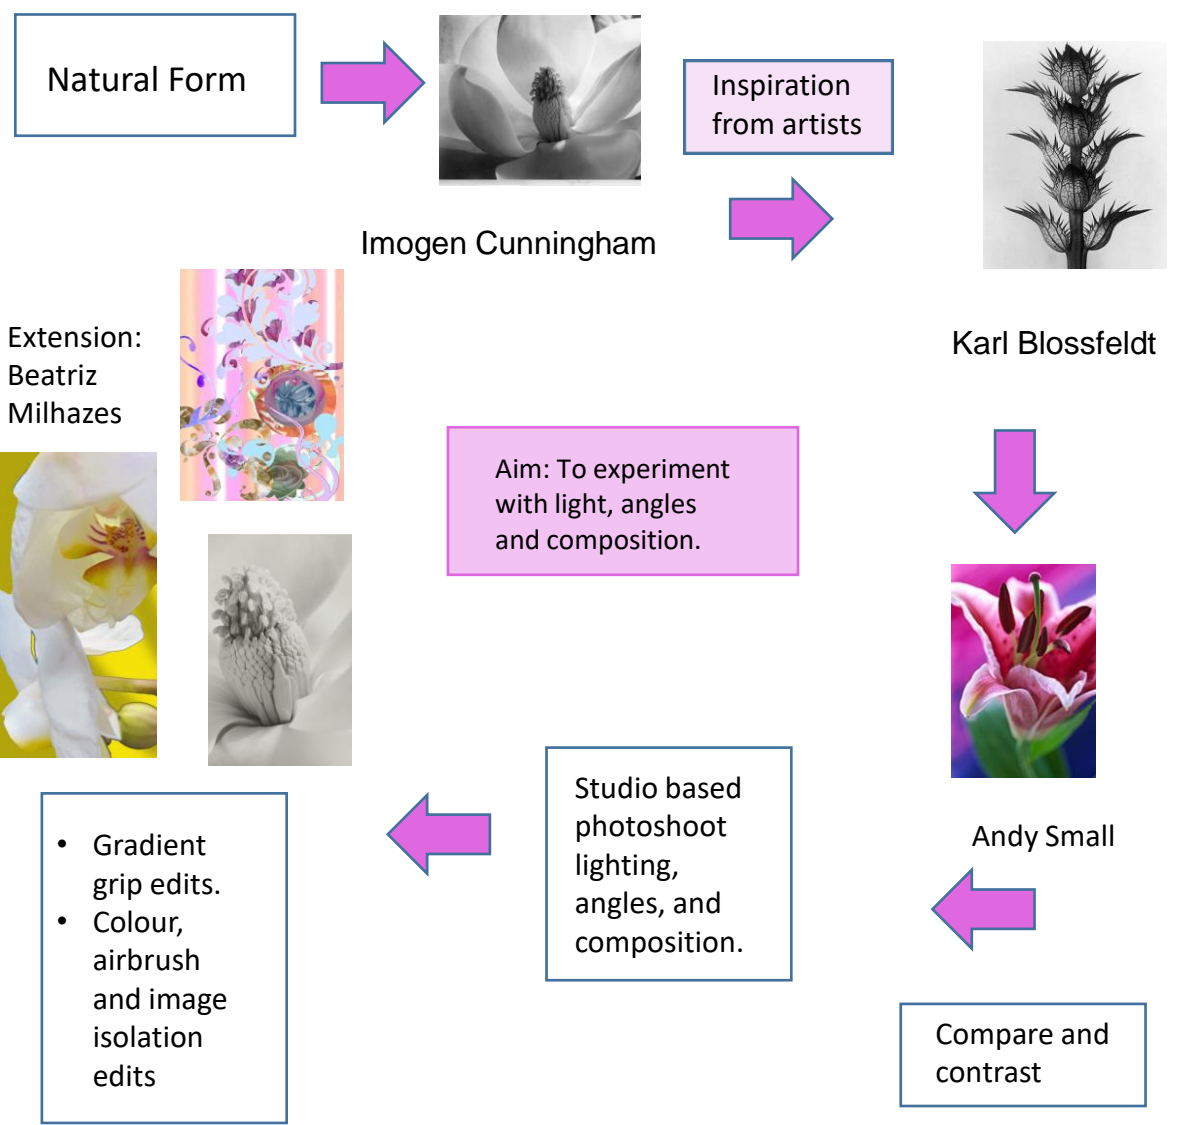 Natural Form
Inspiration
from artists
Imogen Cunningham
Karl Blossfeldt
Extension:
Beatriz
Milhazes
Aim: To experiment
with light, angles
and composition.
Andy Small
Compare and
contrast
Studio based
photoshoot
lighting,
angles, and
composition.
• Gradient
grip edits.
• Colour,
airbrush
and image
isolation
edits